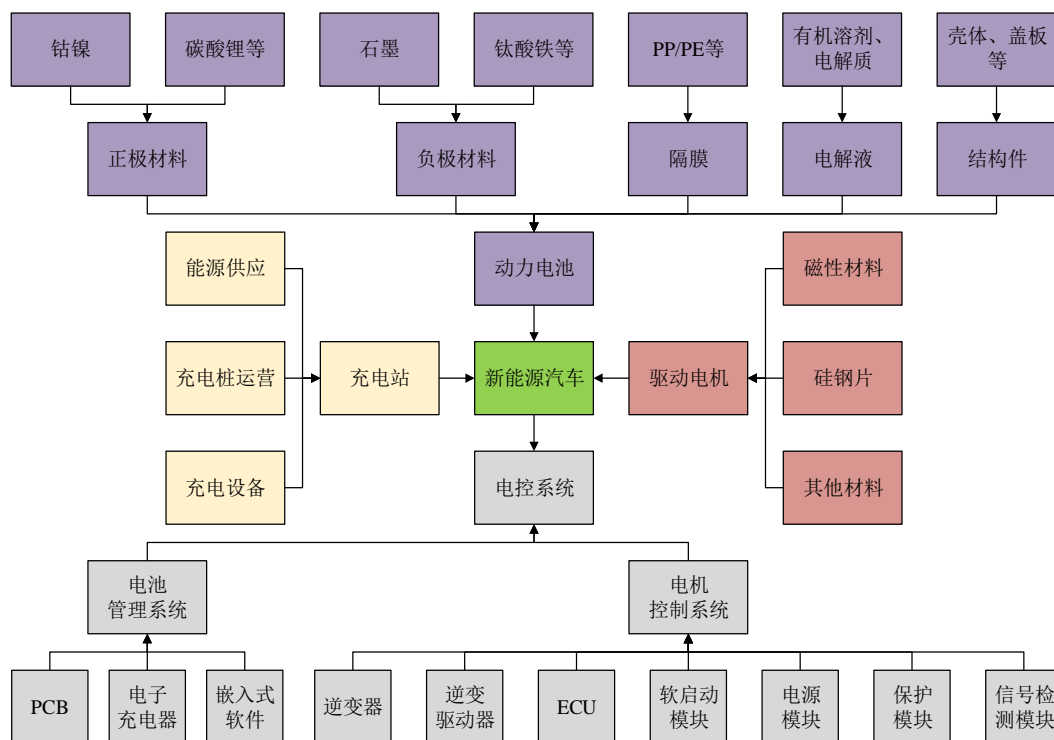 钴镍
碳酸锂等
石墨
钛酸铁等
PP/PE等
有机溶剂、
电解质
壳体、盖板
等
正极材料
负极材料
隔膜
电解液
结构件
能源供应
动力电池
磁性材料
充电桩运营
充电站
新能源汽车
驱动电机
硅钢片
充电设备
电控系统
其他材料
电池
管理系统
电机
控制系统
PCB
电子
充电器
嵌入式
软件
逆变器
逆变
驱动器
ECU
软启动
模块
电源
模块
保护
模块
信号检
测模块